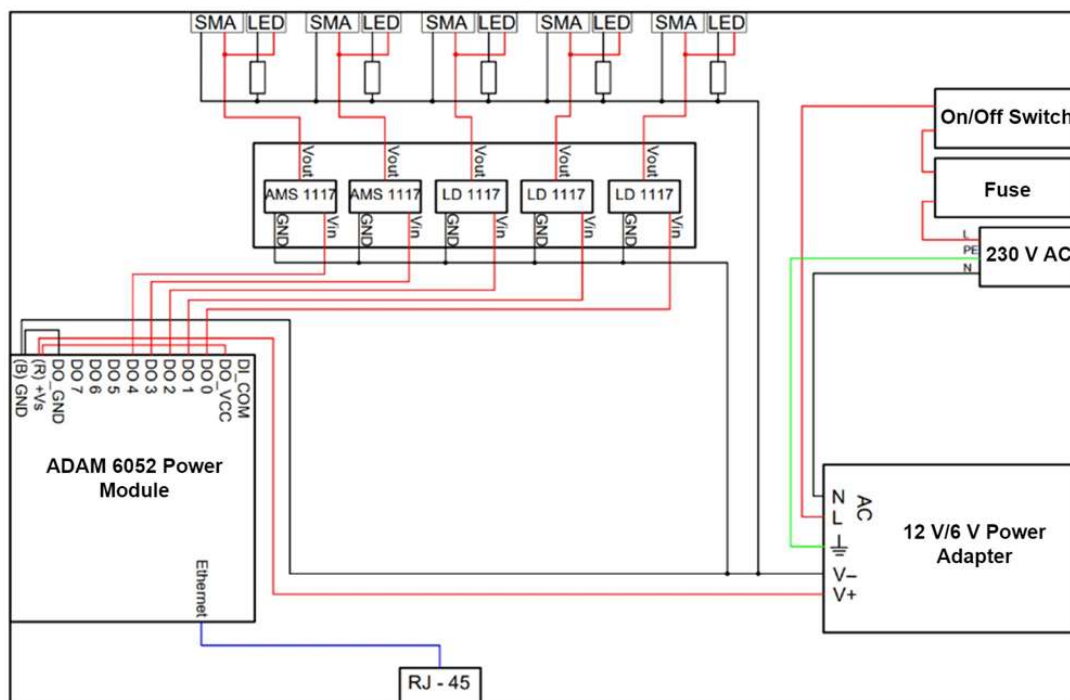 SMA LED SMA LED SMA LED SMA LED SMA LED
On/Off Switch
Fuse
L
PE
N
230 V AC
Vout Vout Vout Vout Vout
AMS 1117 AMS 1117 LD 1117 LD 1117 LD 1117
GND Vin GND Vin GND Vin GND Vin GND Vin
(B) GND
(R) +Vs
DO_GND
DO 7
DO 6
DO 5
DO 4
DO 3
DO 2
DO 1
DO 0
DO_VCC
DI_COM
ADAM 6052 Power
Module
Ethernet
N
L
AC
V–
V+
12 V/6 V Power
Adapter
RJ - 45